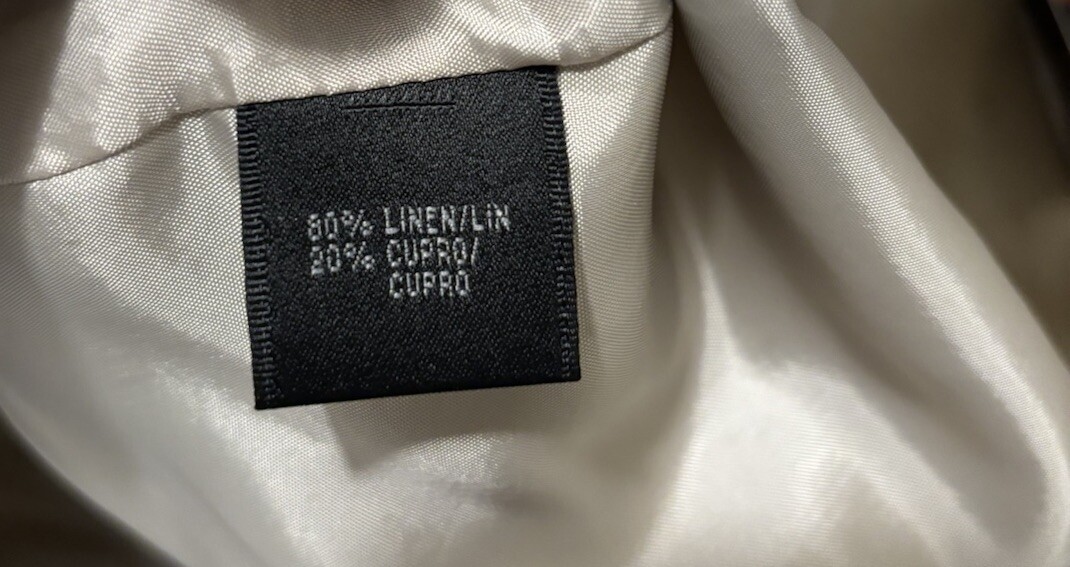 80% LINEN/LIN
20% CUPRO/
CUPRO